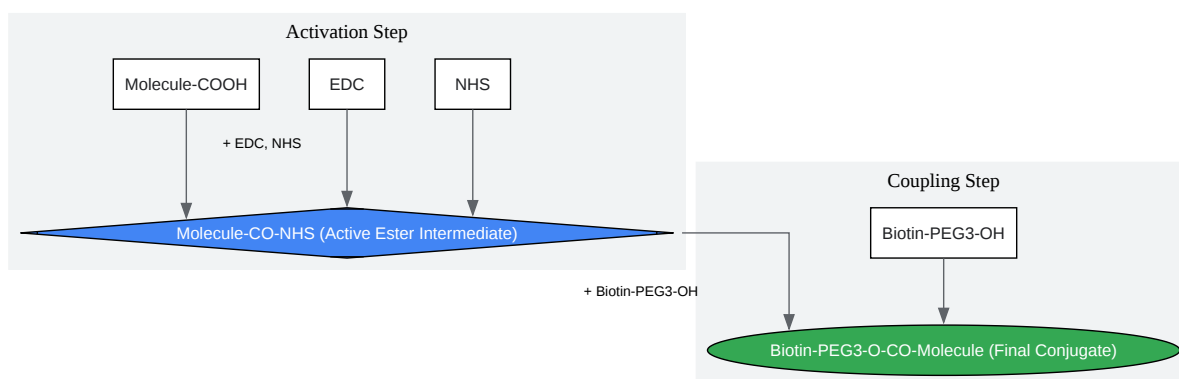 Activation Step
Molecule-COOH
EDC
NHS
+ EDC, NHS
Molecule-CO-NHS (Active Ester Intermediate)
Coupling Step
Biotin-PEG3-OH
+ Biotin-PEG3-OH
Biotin-PEG3-O-CO-Molecule (Final Conjugate)